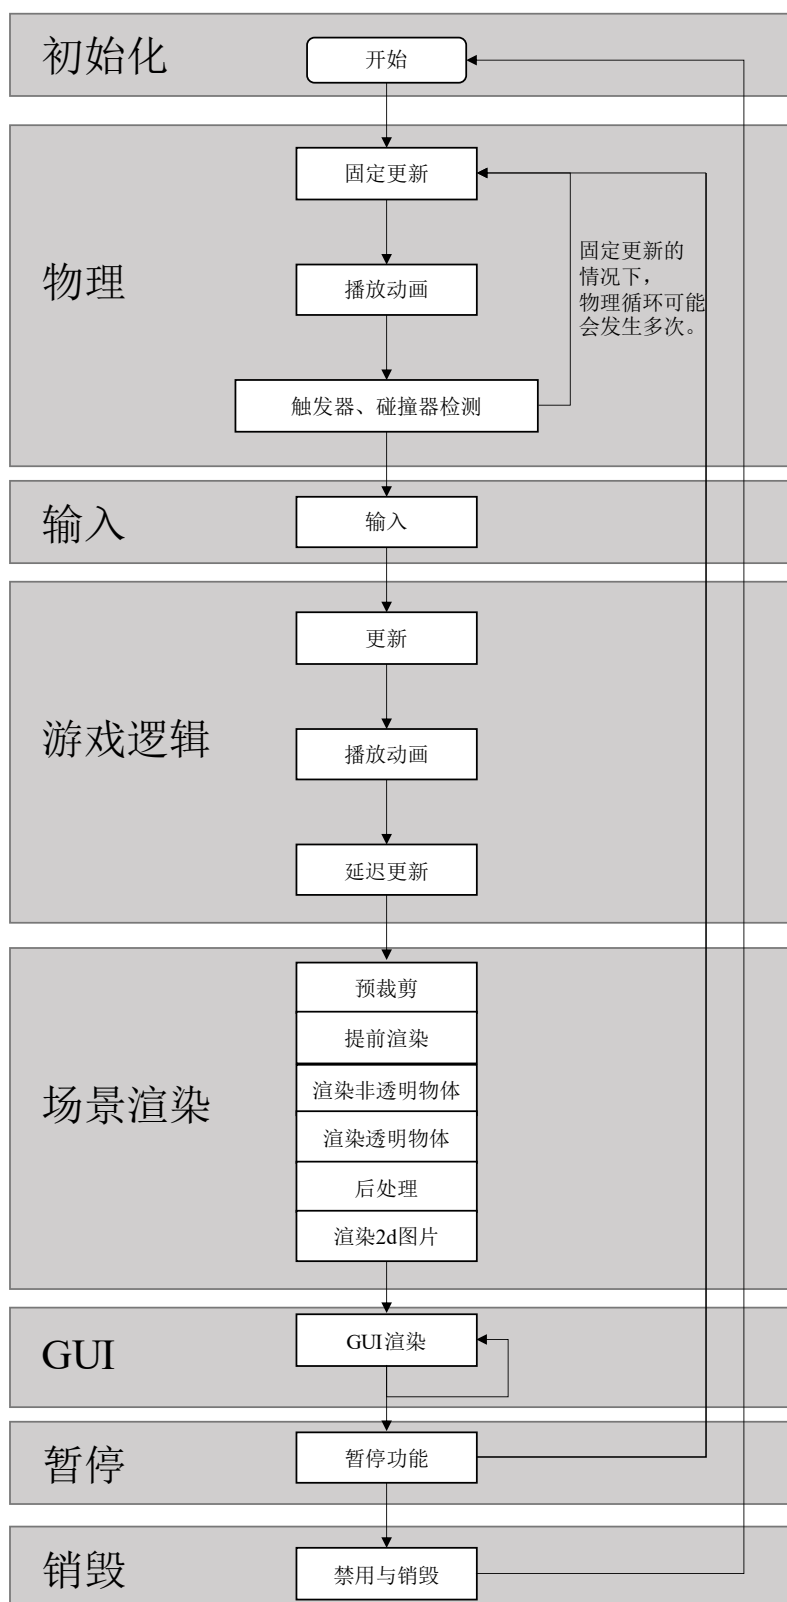 初始化
开始
物理
固定更新
固定更新的
情况下，
物理循环可能
会发生多次。
播放动画
触发器、碰撞器检测
输入
输入
游戏逻辑
更新
播放动画
延迟更新
场景渲染
预裁剪
提前渲染
渲染非透明物体
渲染透明物体
后处理
渲染2d图片
GUI
GUI渲染
暂停
暂停功能
销毁
禁用与销毁